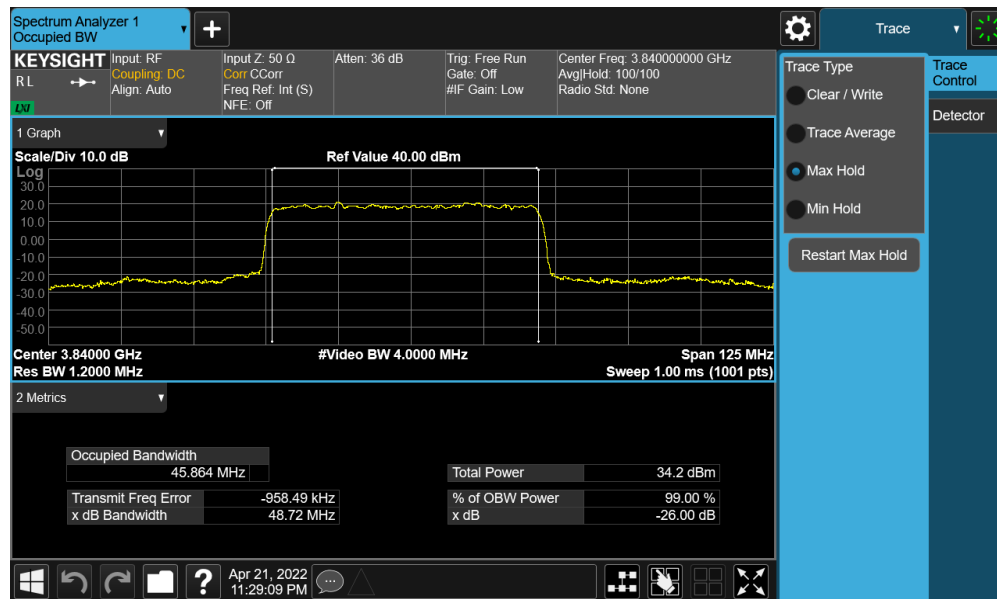 Spectrum Analyzer 1
Occupied BW
+
Trace
KEYSIGHT
R L
LXI
Input: RF
Coupling: DC
Align: Auto
Input Z: 50 Ω
Corr CCorr
Freq Ref: Int (S)
NFE: Off
Atten: 36 dB
Trig: Free Run
Gate: Off
#IF Gain: Low
Center Freq: 3.840000000 GHz
Avg|Hold: 100/100
Radio Std: None
Trace Type
Clear / Write
Trace Average
Max Hold
Min Hold
Restart Max Hold
Trace
Control
Detector
1 Graph
Scale/Div 10.0 dB
Ref Value 40.00 dBm
Log
30.0
20.0
10.0
0.00
-10.0
-20.0
-30.0
-40.0
-50.0
Center 3.84000 GHz
#Video BW 4.0000 MHz
Span 125 MHz
Res BW 1.2000 MHz
Sweep 1.00 ms (1001 pts)
2 Metrics
Occupied Bandwidth
45.864 MHz
Total Power 34.2 dBm
Transmit Freq Error -958.49 kHz
% of OBW Power 99.00 %
x dB Bandwidth 48.72 MHz
x dB -26.00 dB
?
Apr 21, 2022
11:29:09 PM